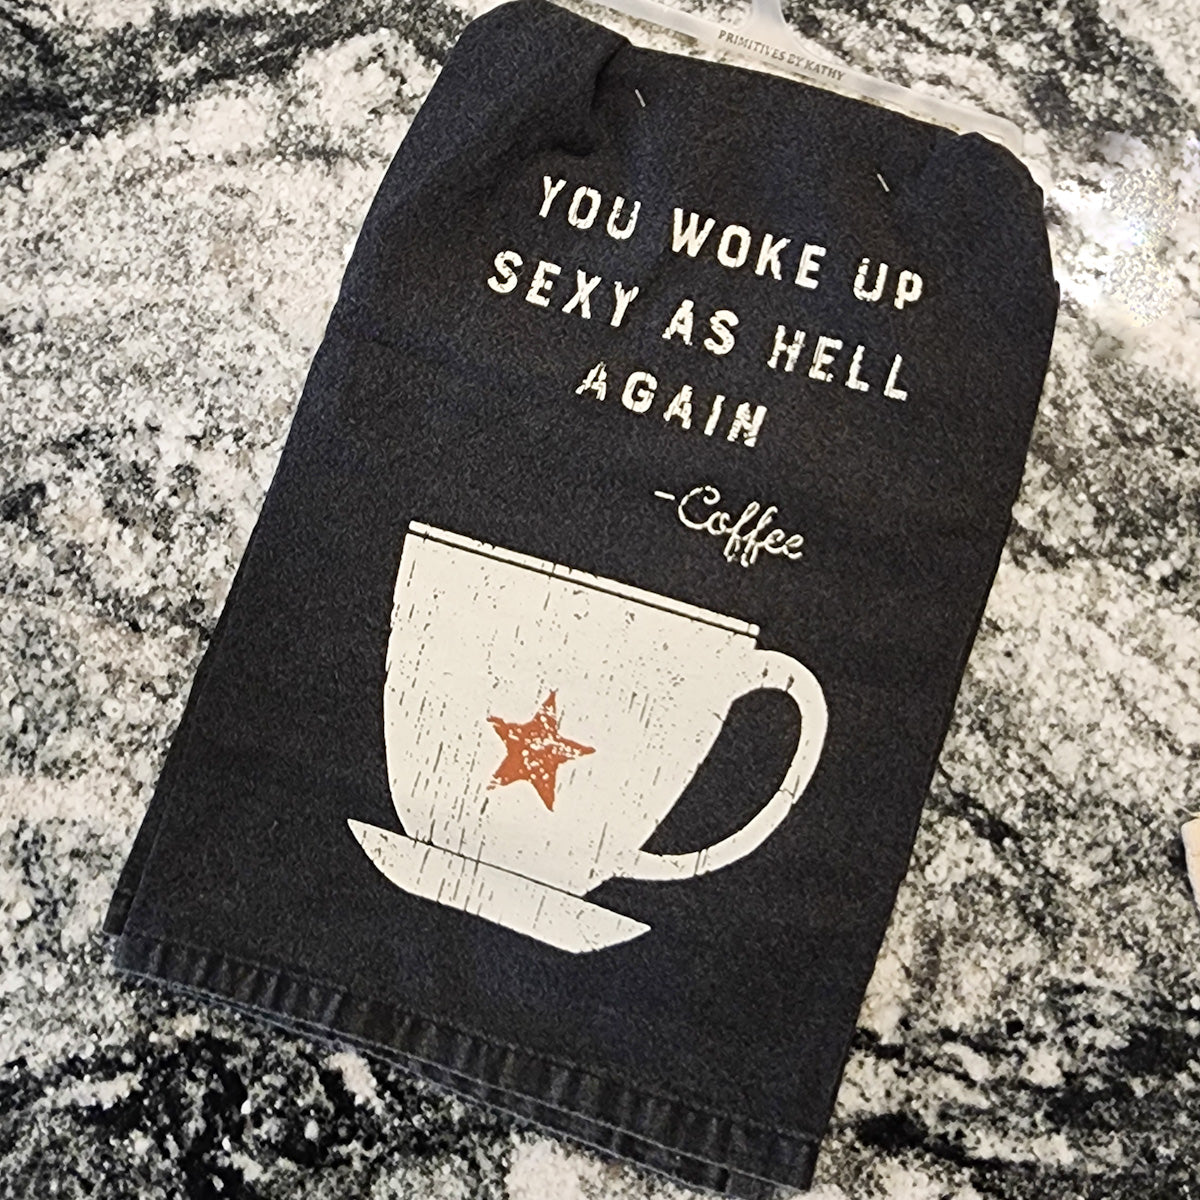 PRIMITIVES BY KATHY
YOU WOKE UP
SEXY AS HELL
AGAIN
-Coffee